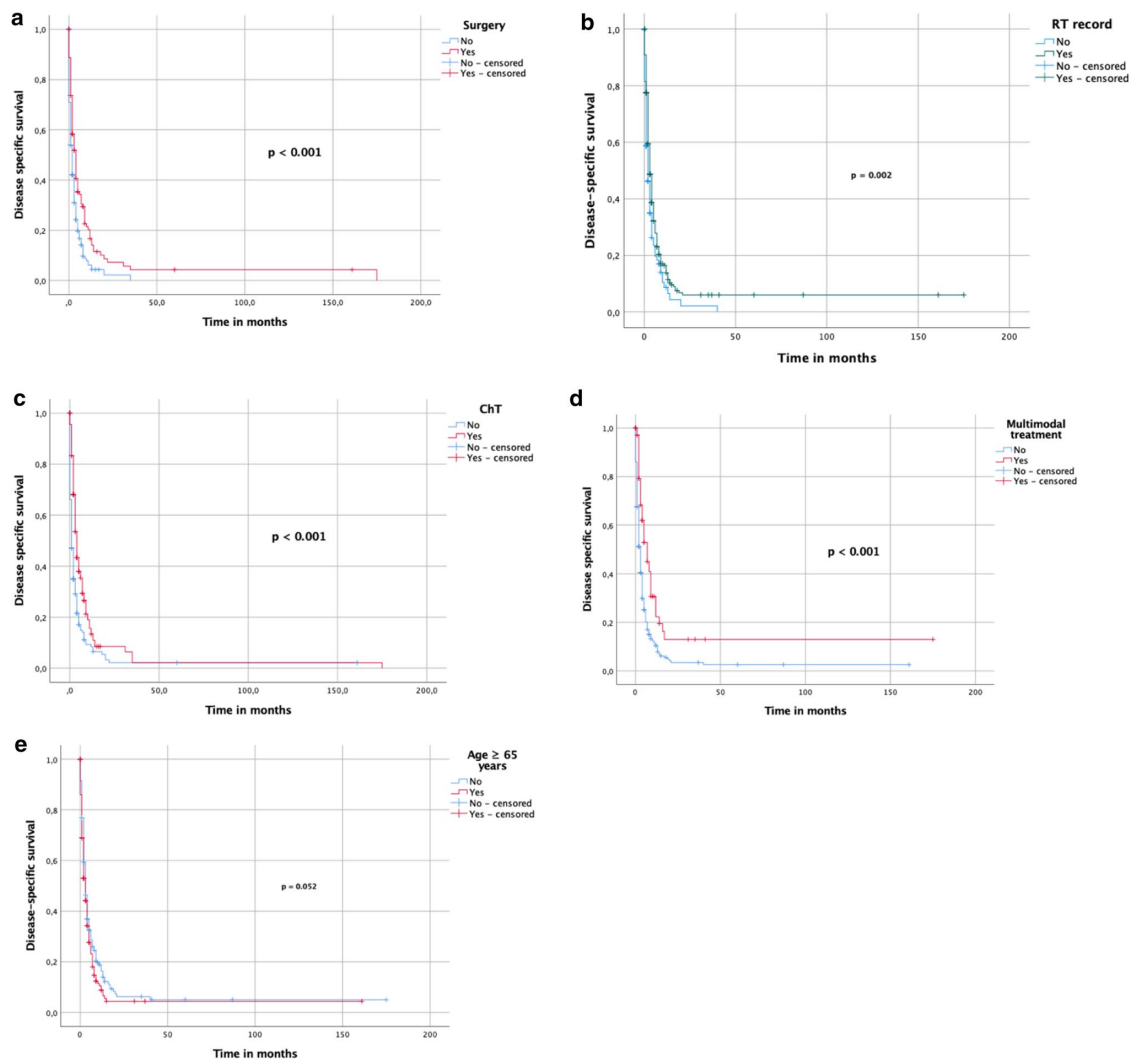 a
Surgery
No
Yes
No – censored
Yes – censored
1,0
0,8
0,6
0,4
0,2
0,0
Disease specific survival
p < 0.001
,0
50,0
100,0
150,0
200,0
Time in months
b
RT record
No
Yes
No – censored
Yes – censored
1,0
0,8
0,6
0,4
0,2
0,0
Disease–specific survival
p = 0.002
0
50
100
150
200
Time in months
c
ChT
No
Yes
No – censored
Yes – censored
1,0
0,8
0,6
0,4
0,2
0,0
Disease specific survival
p < 0.001
,0
50,0
100,0
150,0
200,0
Time in months
d
Multimodal
treatment
No
Yes
No – censored
Yes – censored
1,0
0,8
0,6
0,4
0,2
0,0
Disease specific survival
p < 0.001
0
50
100
150
200
Time in months
e
Age ≥ 65
years
No
Yes
No – censored
Yes – censored
1,0
0,8
0,6
0,4
0,2
0,0
Disease–specific survival
p = 0.052
0
50
100
150
200
Time in months